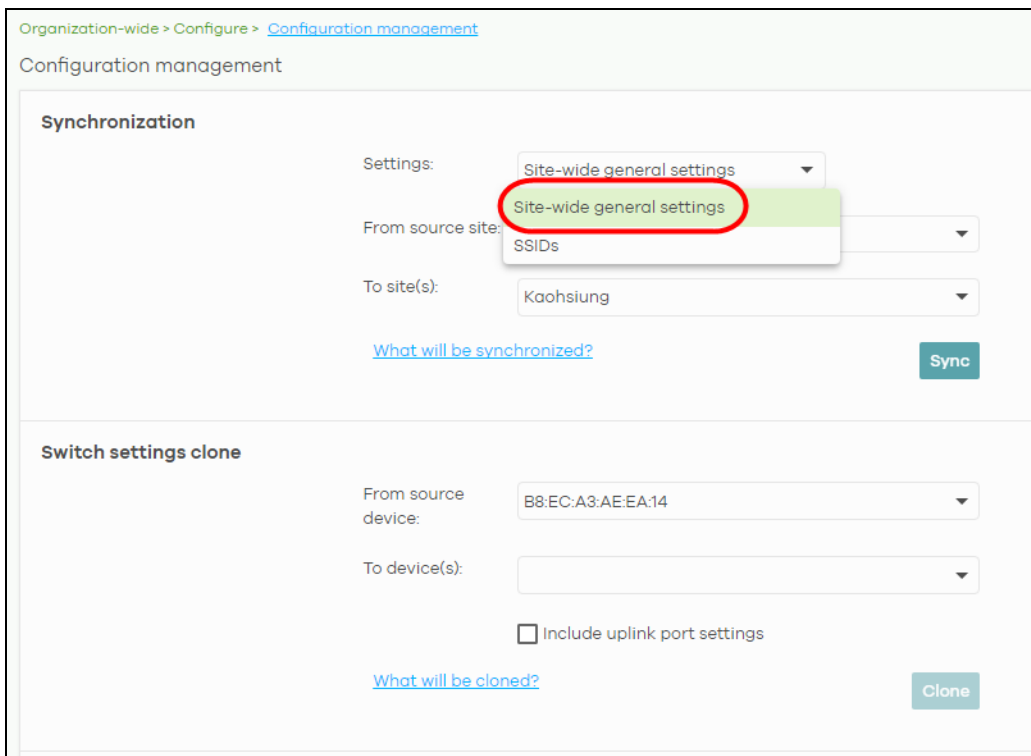 Organization-wide > Configure > Configuration management
Configuration management
Synchronization
Settings: Site-wide general settings
Site-wide general settings
From source site:
SSIDs
To site(s): Kaohsiung
What will be synchronized? Sync
Switch settings clone
From source
device: B8:EC:A3:AE:EA:14
To device(s):
Include uplink port settings
What will be cloned? Clone